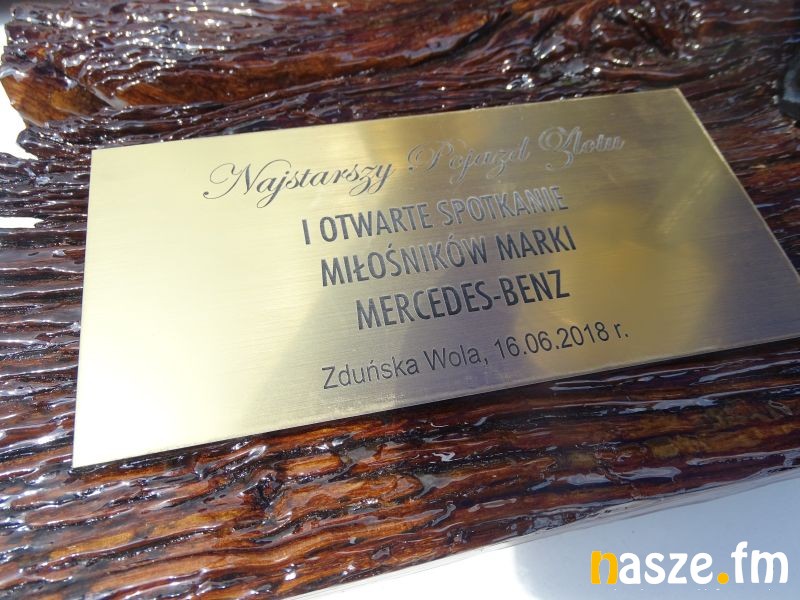 Najstarszy Pojazd Zlotu
I OTWARTE SPOTKANIE
MIŁOŚNIKÓW MARKI
MERCEDES-BENZ
Zduńska Wola, 16.06.2018 r.
nasze.fm